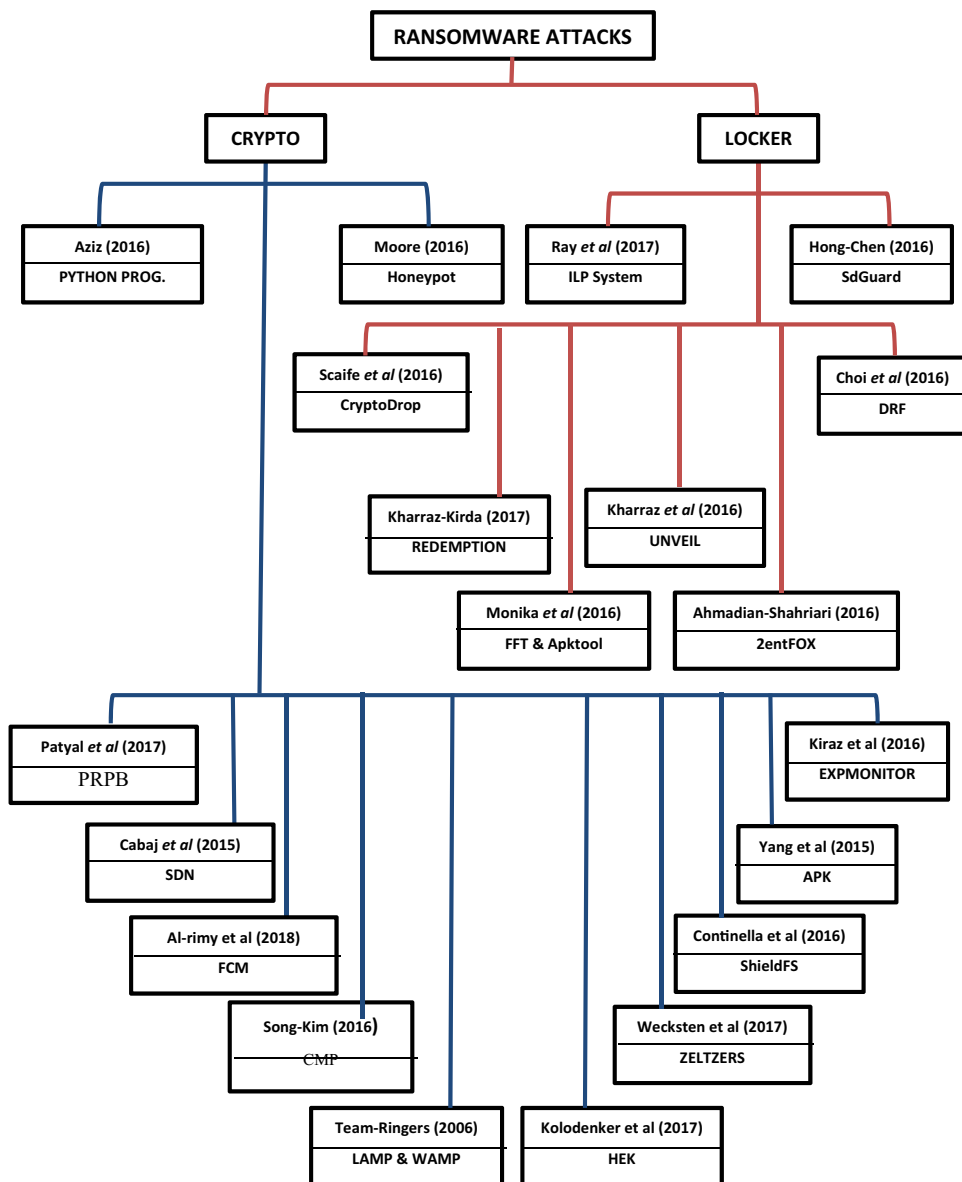 RANSOMWARE ATTACKS
CRYPTO
LOCKER
Aziz (2016)
PYTHON PROG.
Moore (2016)
Honeypot
Ray et al (2017)
ILP System
Hong-Chen (2016)
SdGuard
Scaife et al (2016)
CryptoDrop
Choi et al (2016)
DRF
Kharraz-Kirda (2017)
REDEMPTION
Kharraz et al (2016)
UNVEIL
Monika et al (2016)
FFT & Apktool
Ahmadian-Shahriari (2016)
2entFOX
Patyal et al (2017)
PRPB
Kiraz et al (2016)
EXPMONITOR
Cabaj et al (2015)
SDN
Yang et al (2015)
APK
Al-rimy et al (2018)
FCM
Continella et al (2016)
ShieldFS
Song-Kim (2016)
CMP
Wecksten et al (2017)
ZELTZERS
Team-Ringers (2006)
LAMP & WAMP
Kolodenker et al (2017)
HEK